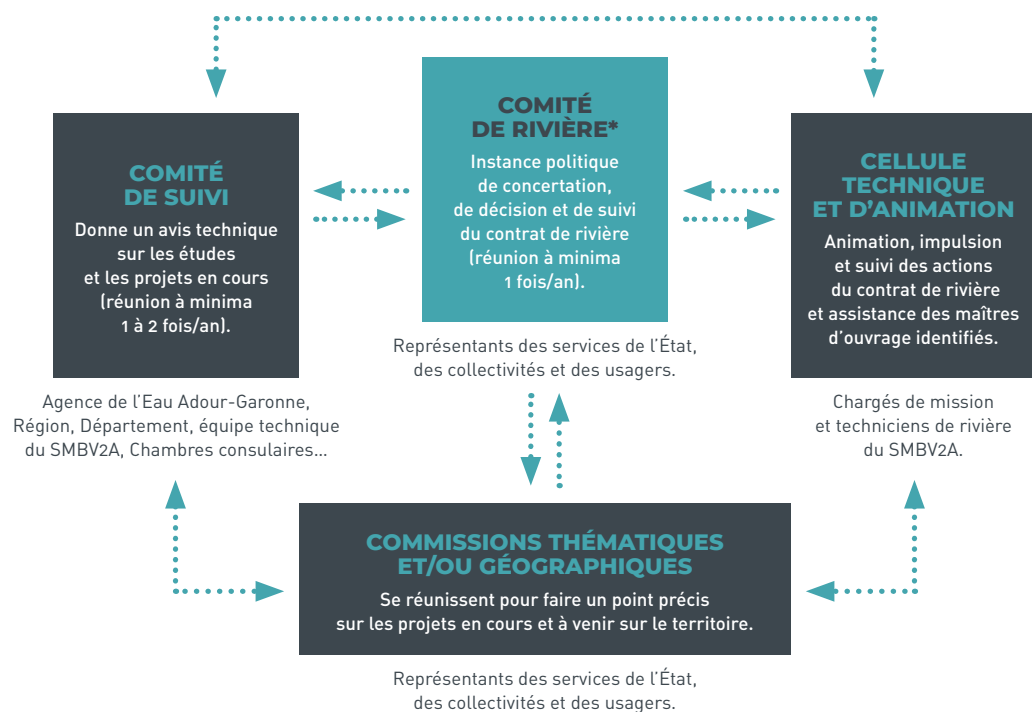 COMITÉ
DE SUIVI
Donne un avis technique
sur les études
et les projets en cours
(réunion à minima
1 à 2 fois/an).
Agence de l'Eau Adour-Garonne,
Région, Département, équipe technique
du SMBV2A, Chambres consulaires...
COMITÉ
DE RIVIÈRE*
Instance politique
de concertation,
de décision et de suivi
du contrat de rivière
(réunion à minima
1 fois/an).
Représentants des services de l'État,
des collectivités et des usagers.
CELLULE
TECHNIQUE
ET D'ANIMATION
Animation, impulsion
et suivi des actions
du contrat de rivière
et assistance des maîtres
d'ouvrage identifiés.
Chargés de mission
et techniciens de rivière
du SMBV2A.
COMMISSIONS THÉMATIQUES
ET/OU GÉOGRAPHIQUES
Se réunissent pour faire un point précis
sur les projets en cours et à venir sur le territoire.
Représentants des services de l'État,
des collectivités et des usagers.